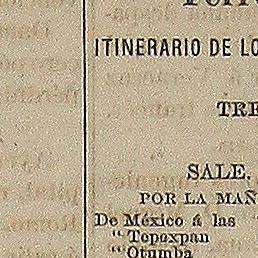 ITINERARIO DE LO
TRE
SALE.
POR LA MAÑ
De México á las
“ Tepexpan
“ Otumba